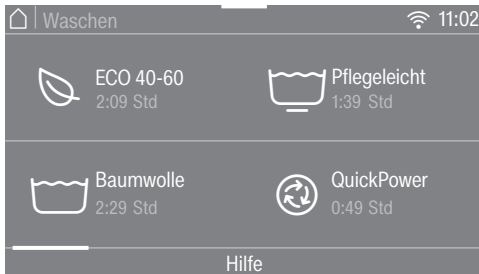 Waschen 11:02
ECO 40-60
2:09 Std
Pflegeleicht
1:39 Std
Baumwolle
2:29 Std
QuickPower
0:49 Std
Hilfe